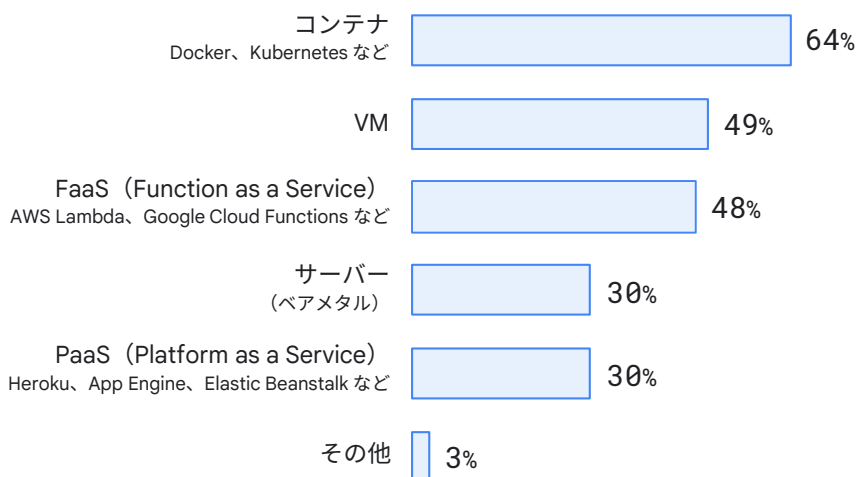 コンテナ
64%
Docker、Kubernetes など
VM
49%
FaaS（Function as a Service）
48%
AWS Lambda、Google Cloud Functions など
サーバー
30%
（ベアメタル）
PaaS（Platform as a Service）
30%
Heroku、App Engine、Elastic Beanstalk など
その他
3%